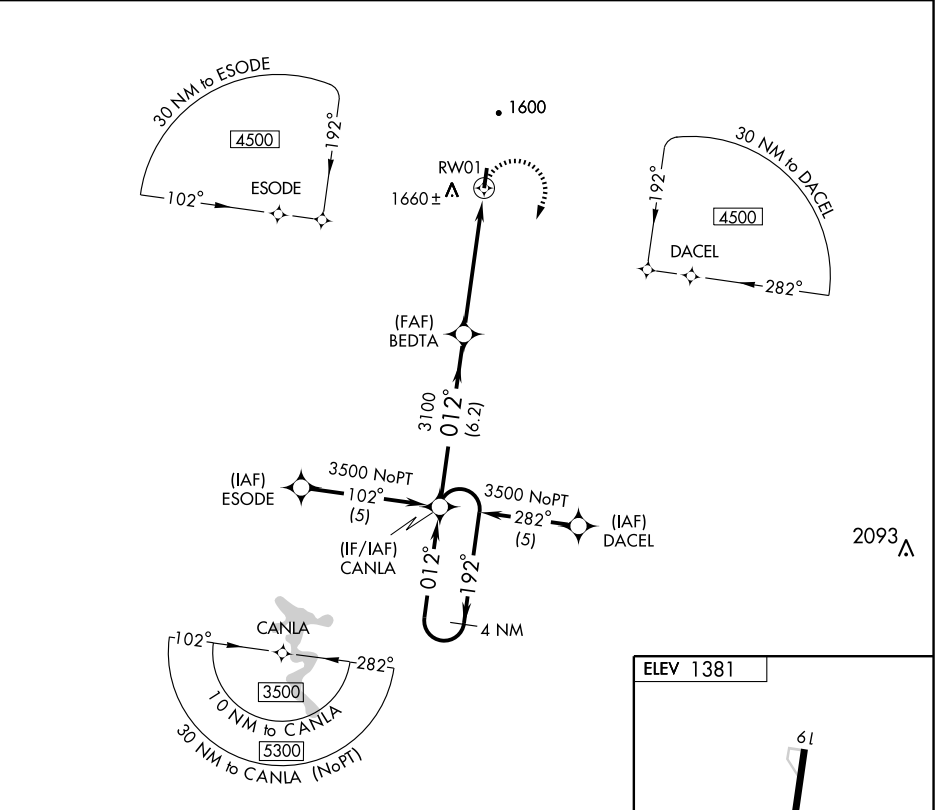 30 NM to ESODE
4500
192°
ESODE
102°
1600
RW01
1660 ±
30 NM to DACEL
192°
4500
DACEL
282°
(FAF)
BEDTA
3100
012°
(6.2)
(IAF)
ESODE
3500 NoPT
102°
(5)
3500 NoPT
282°
(5)
(IAF)
DACEL
(IF/IAF)
CANLA
012°
192°
4 NM
2093
CANLA
102°
282°
3500
10 NM to CANLA
5300
30 NM to CANLA (NoPT)
ELEV 1381
19